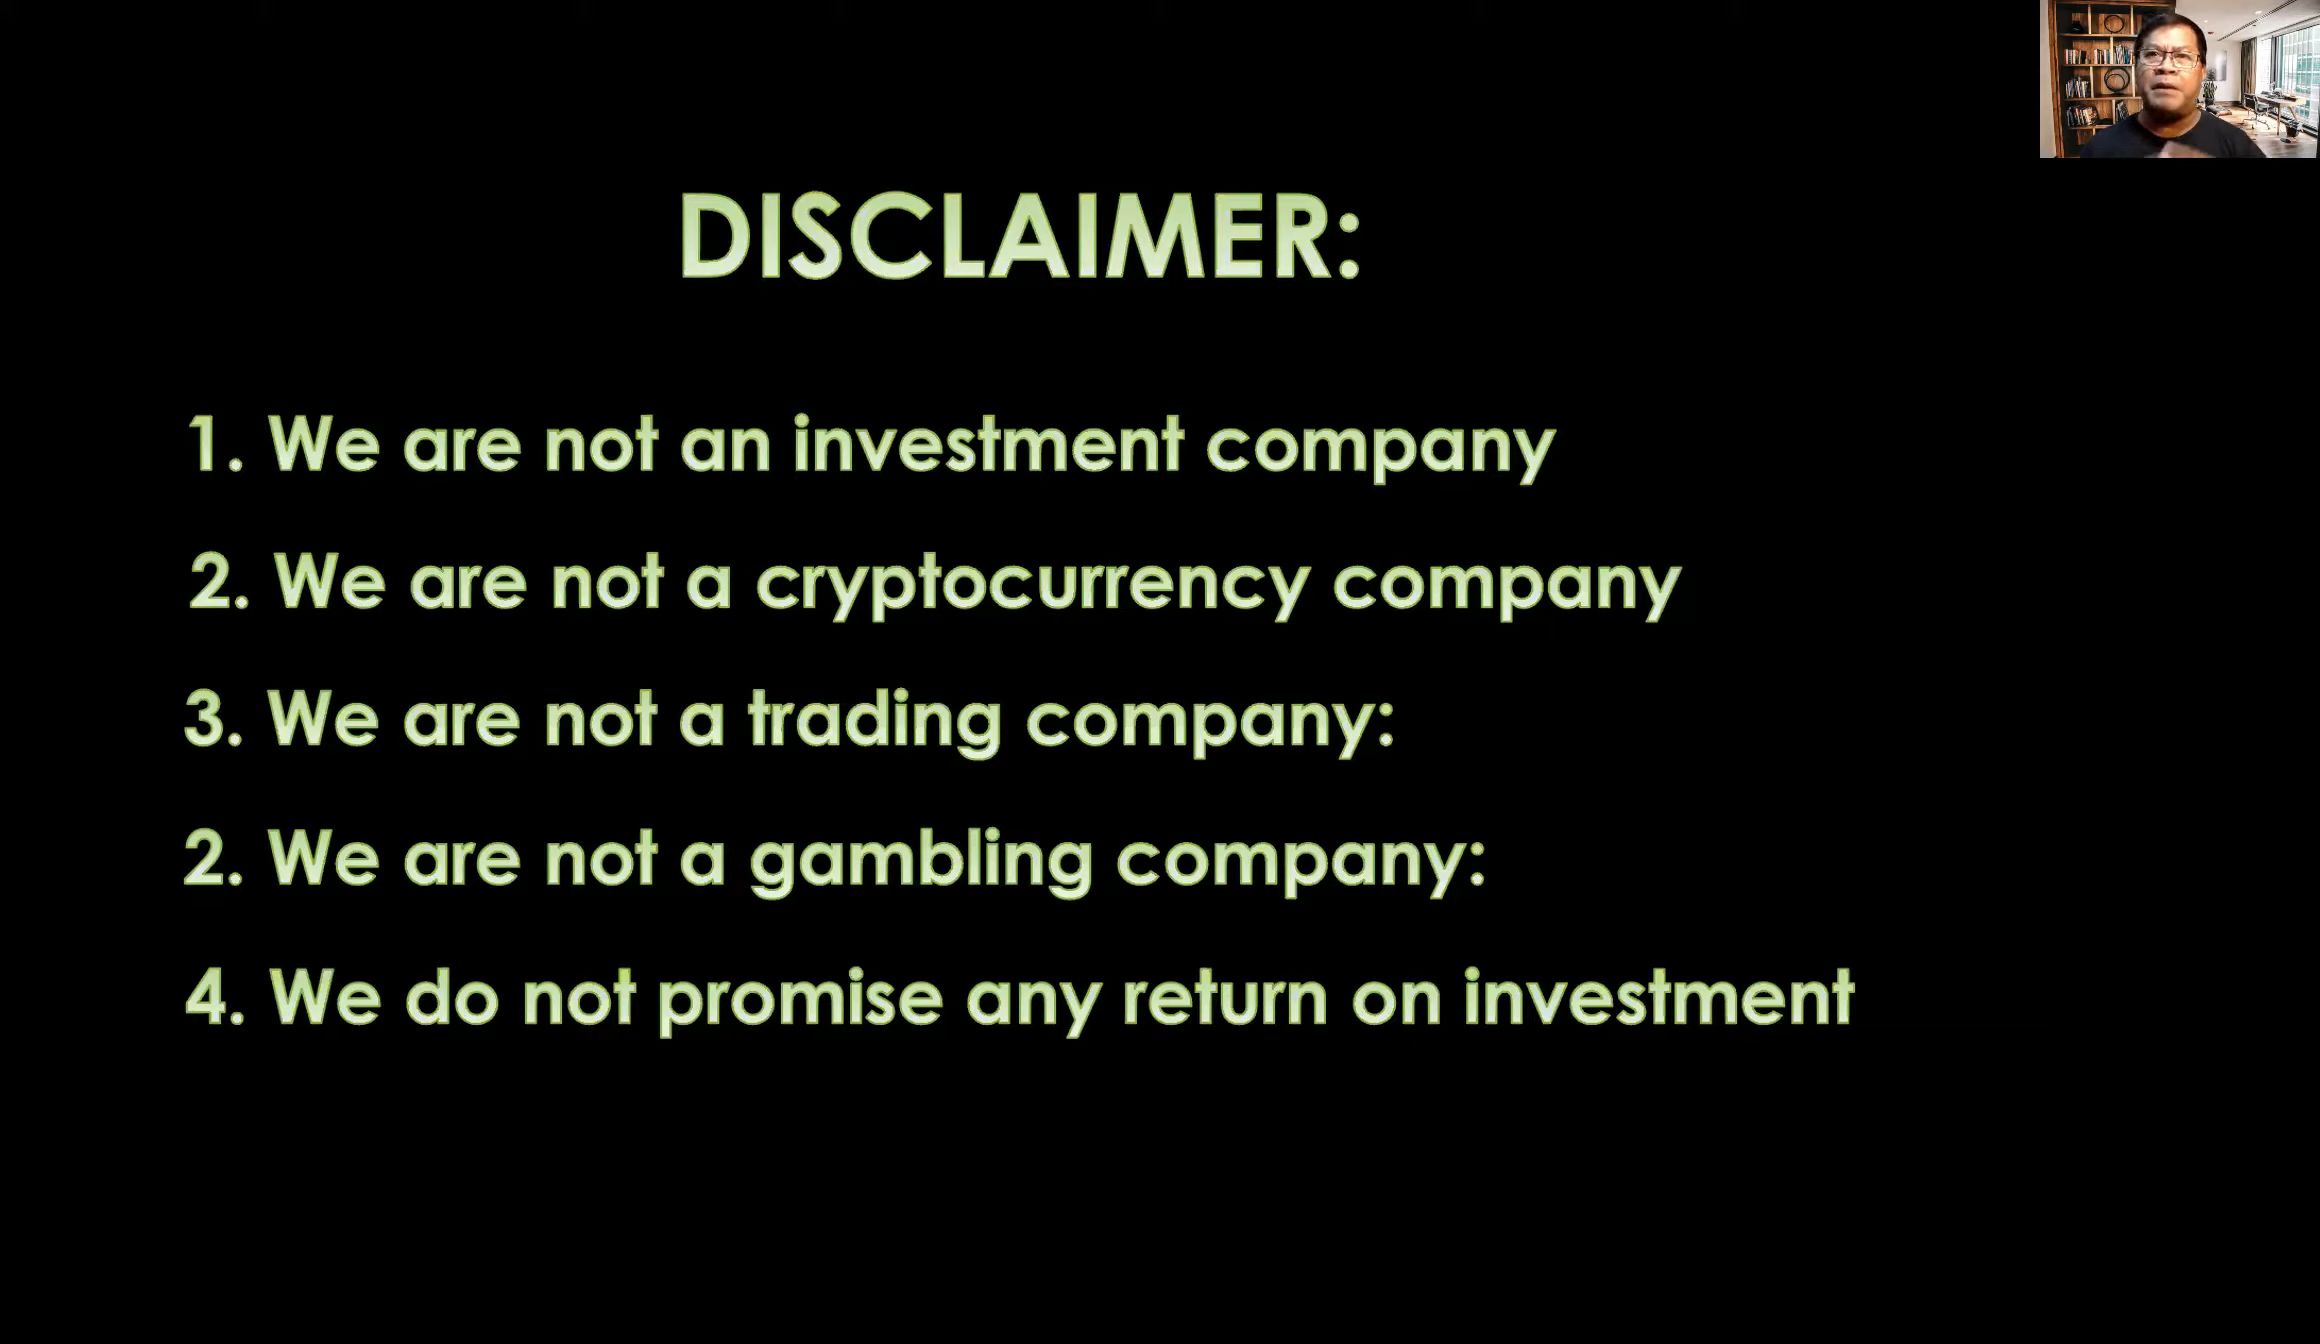 DISCLAIMER:
1. We are not an investment company
2. We are not a cryptocurrency company
3. We are not a trading company:
2. We are not a gambling company:
4. We do not promise any return on investment